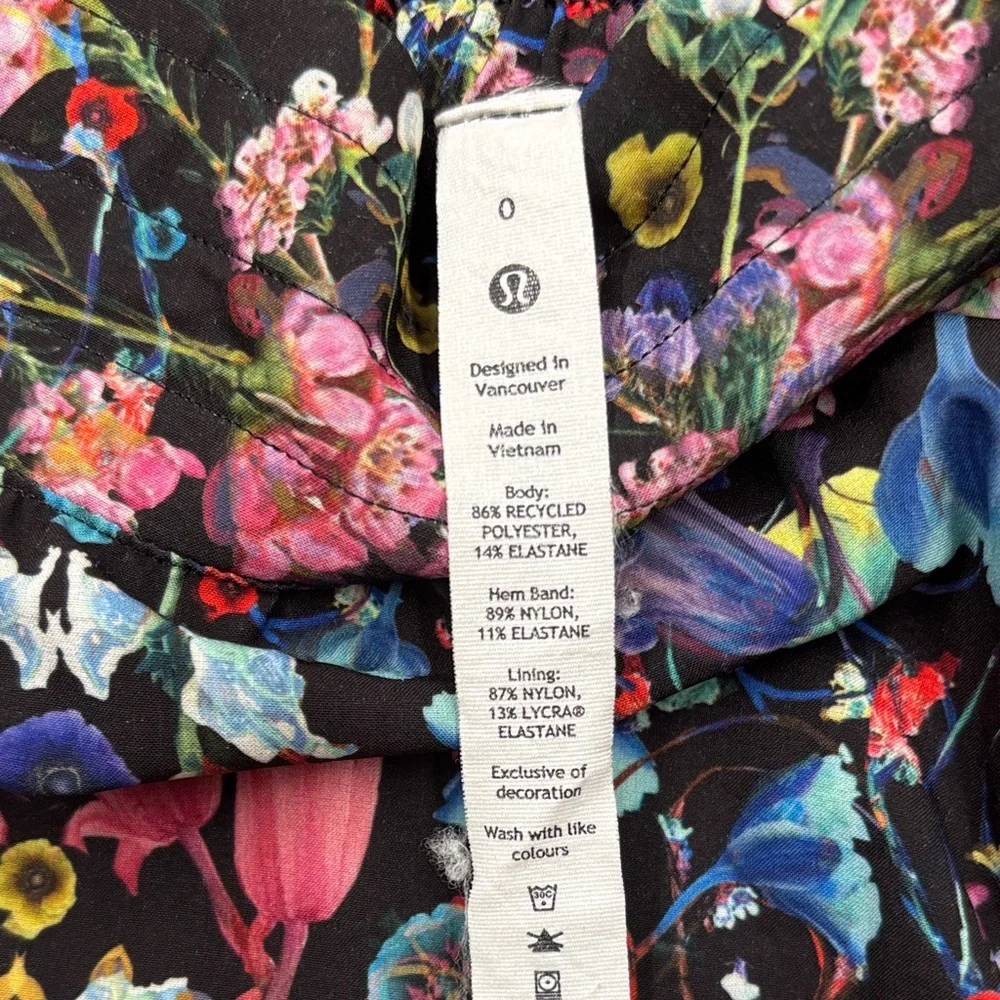 0
Designed in
Vancouver
Made in
Vietnam
Body:
86% RECYCLED
POLYESTER,
14% ELASTANE
Hem Band:
89% NYLON,
11% ELASTANE
Lining:
87% NYLON,
13% LYCRA®
ELASTANE
Exclusive of
decoration
Wash with like
colours
30C